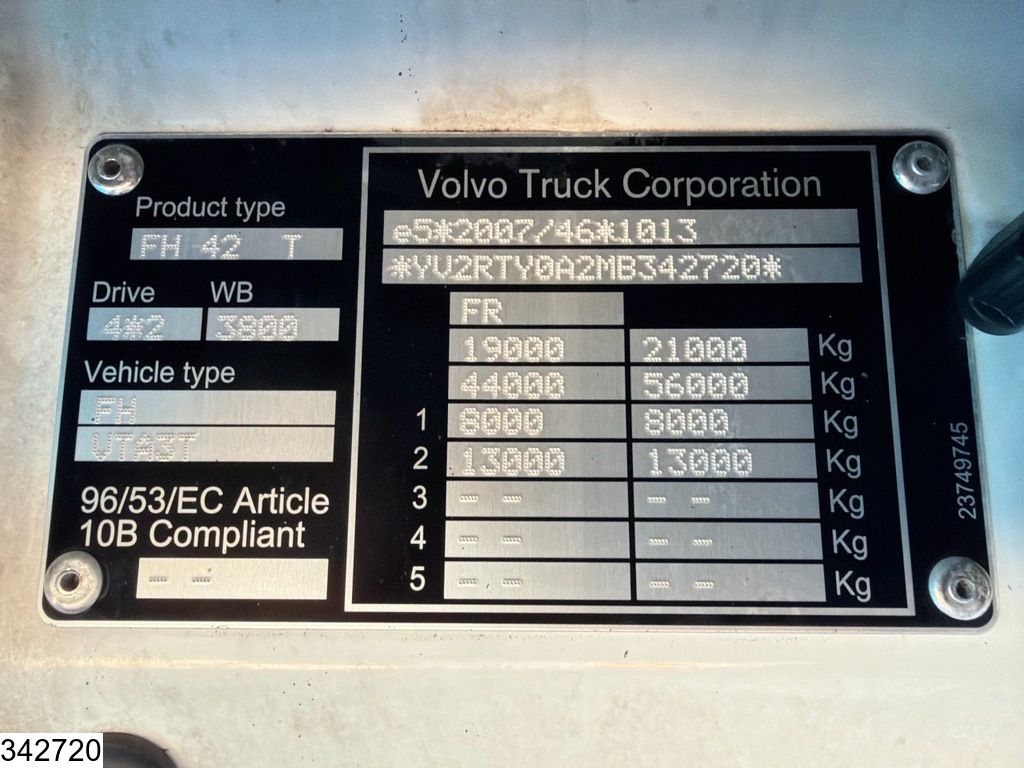 Volvo Truck Corporation
Product type
FH 42 T
Drive WB
4*2 3800
Vehicle type
FH
VTA3T
96/53/EC Article
10B Compliant
-- --
e5*2007/46*1013
*YV2RTY0A2MB342720*
FR
19000 21000 Kg
44000 56000 Kg
1 8000 8000 Kg
2 13000 13000 Kg
3 -- -- -- -- Kg
4 -- -- -- -- Kg
5 -- -- -- -- Kg
23749745
342720